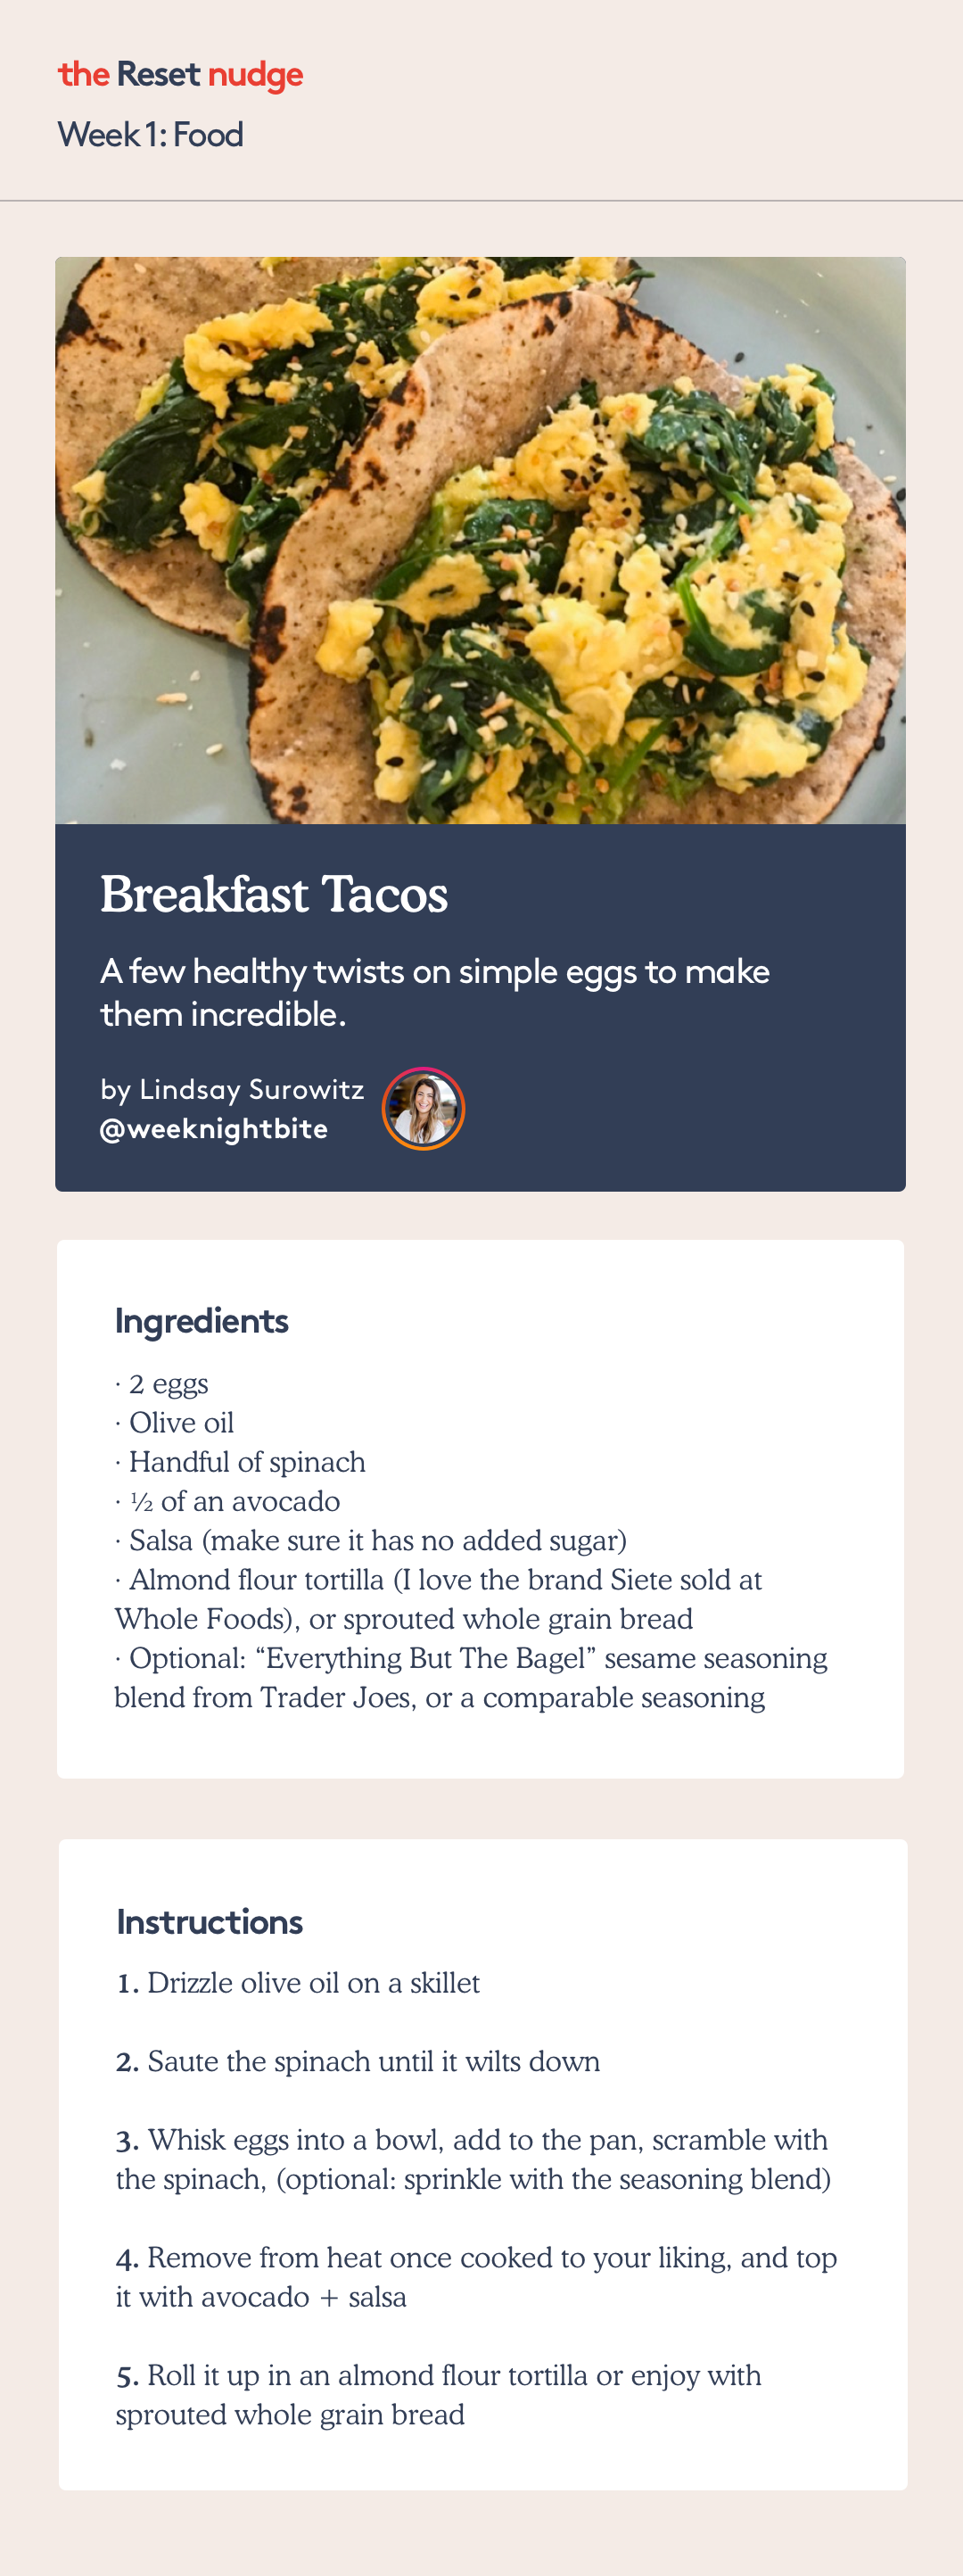 the Reset nudge
Week 1: Food
Breakfast Tacos
A few healthy twists on simple eggs to make
them incredible.
by Lindsay Surowitz
@weeknightbite
Ingredients
· 2 eggs
· Olive oil
· Handful of spinach
· ½ of an avocado
· Salsa (make sure it has no added sugar)
· Almond flour tortilla (I love the brand Siete sold at
Whole Foods), or sprouted whole grain bread
· Optional: “Everything But The Bagel” sesame seasoning
blend from Trader Joes, or a comparable seasoning
Instructions
1. Drizzle olive oil on a skillet
2. Saute the spinach until it wilts down
3. Whisk eggs into a bowl, add to the pan, scramble with
the spinach, (optional: sprinkle with the seasoning blend)
4. Remove from heat once cooked to your liking, and top
it with avocado + salsa
5. Roll it up in an almond flour tortilla or enjoy with
sprouted whole grain bread